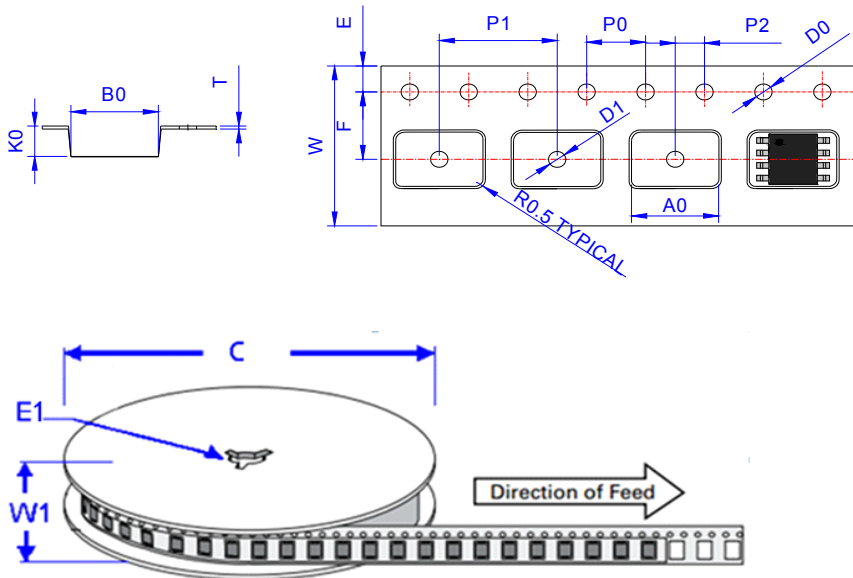 E
P1
P0
P2
D0
T
B0
K0
W
F
D1
A0
R0.5 TYPICAL
C
E1
W1
Direction of Feed